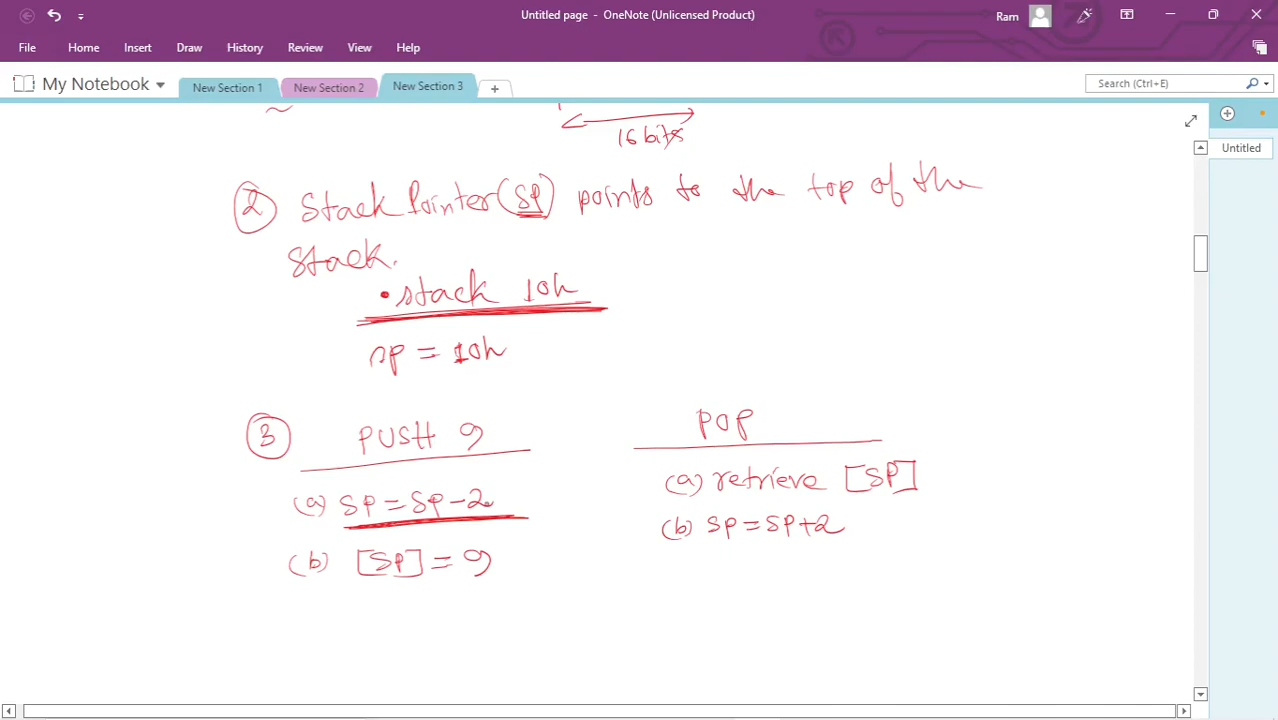 Untitled page - OneNote (Unlicensed Product)
Ram
File Home Insert Draw History Review View Help
My Notebook New Section 1 New Section 2 New Section 3 + Search (Ctrl+E)
Untitled
16 bits
② Stack Pointer (SP) points to the top of the
stack.
.stack 10h
sp = 10h
③ PUSH 9
(a) SP = SP-2
(b) [SP] = 9
POP
(a) retrieve [SP]
(b) SP = SP+2